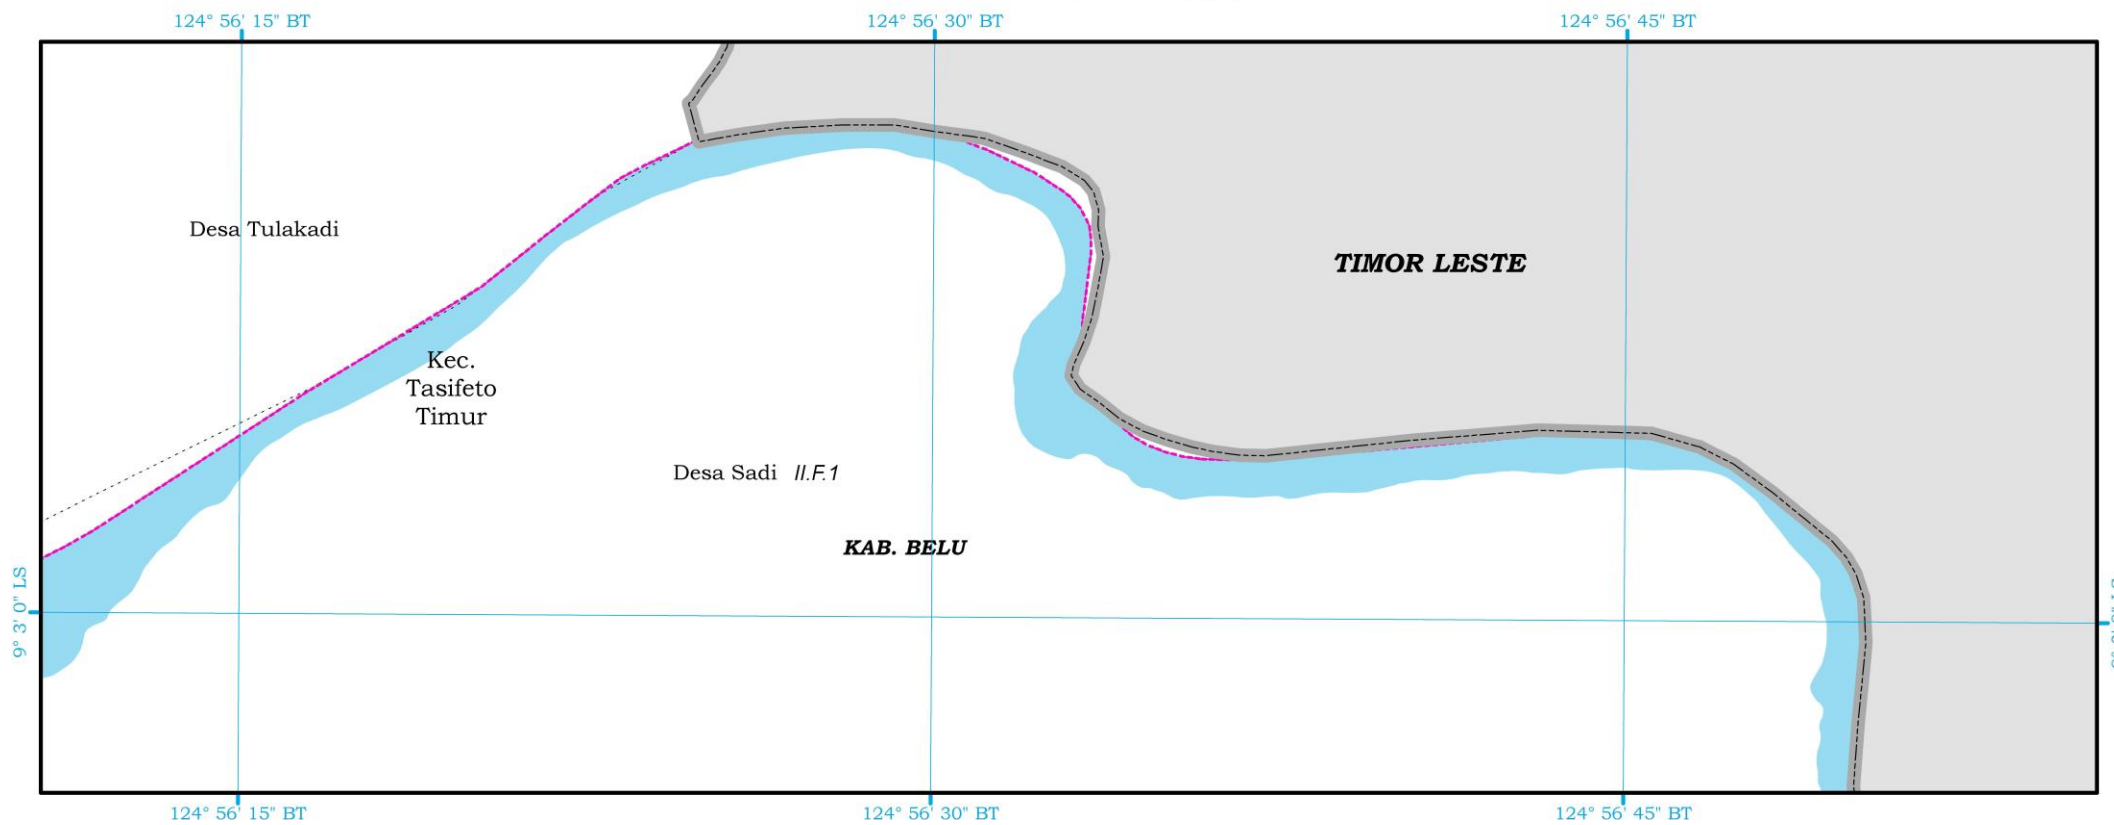 124° 56' 15" BT
124° 56' 30" BT
124° 56' 45" BT
Desa Tulakadi
TIMOR LESTE
Kec.
Tasifeto
Timur
Desa Sadi II.F.1
KAB. BELU
9° 3' 0" LS
124° 56' 15" BT
124° 56' 30" BT
124° 56' 45" BT